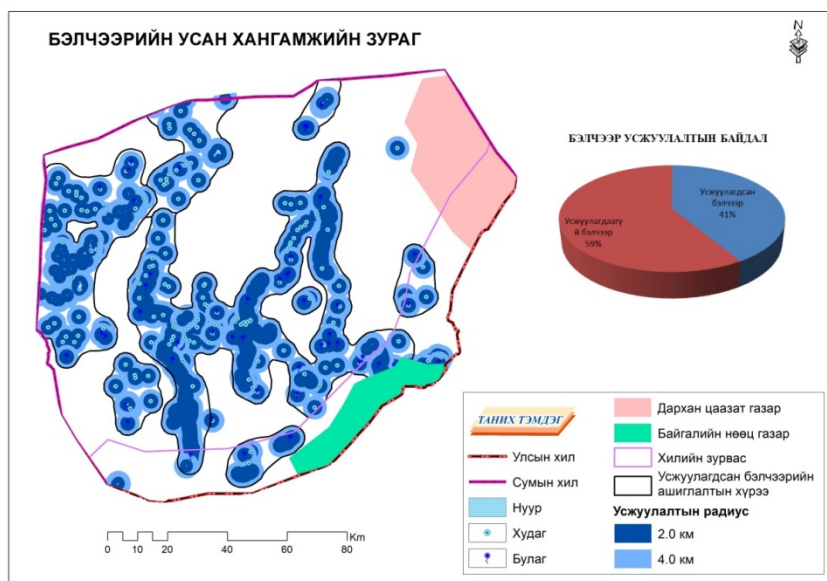 БЭЛЧЭЭРИЙН УСАН ХАНГАМЖИЙН ЗУРАГ
N
БЭЛЧЭЭР УСЖУУЛАЛТЫН БАЙДАЛ
Усжуулагдсан
бэлчээр
41%
Усжуулагдаагу
й бэлчээр
59%
ТАНИХ ТЭМДЭГ
Улсын хил
Сумын хил
Нуур
Худаг
Булаг
Дархан цаазат газар
Байгалийн нөөц газар
Хилийн зурвас
Усжуулагдсан бэлчээрийн
ашиглалтын хүрээ
Усжуулалтын радиус
2.0 км
4.0 км
Km
0 5 10 20 40 60 80